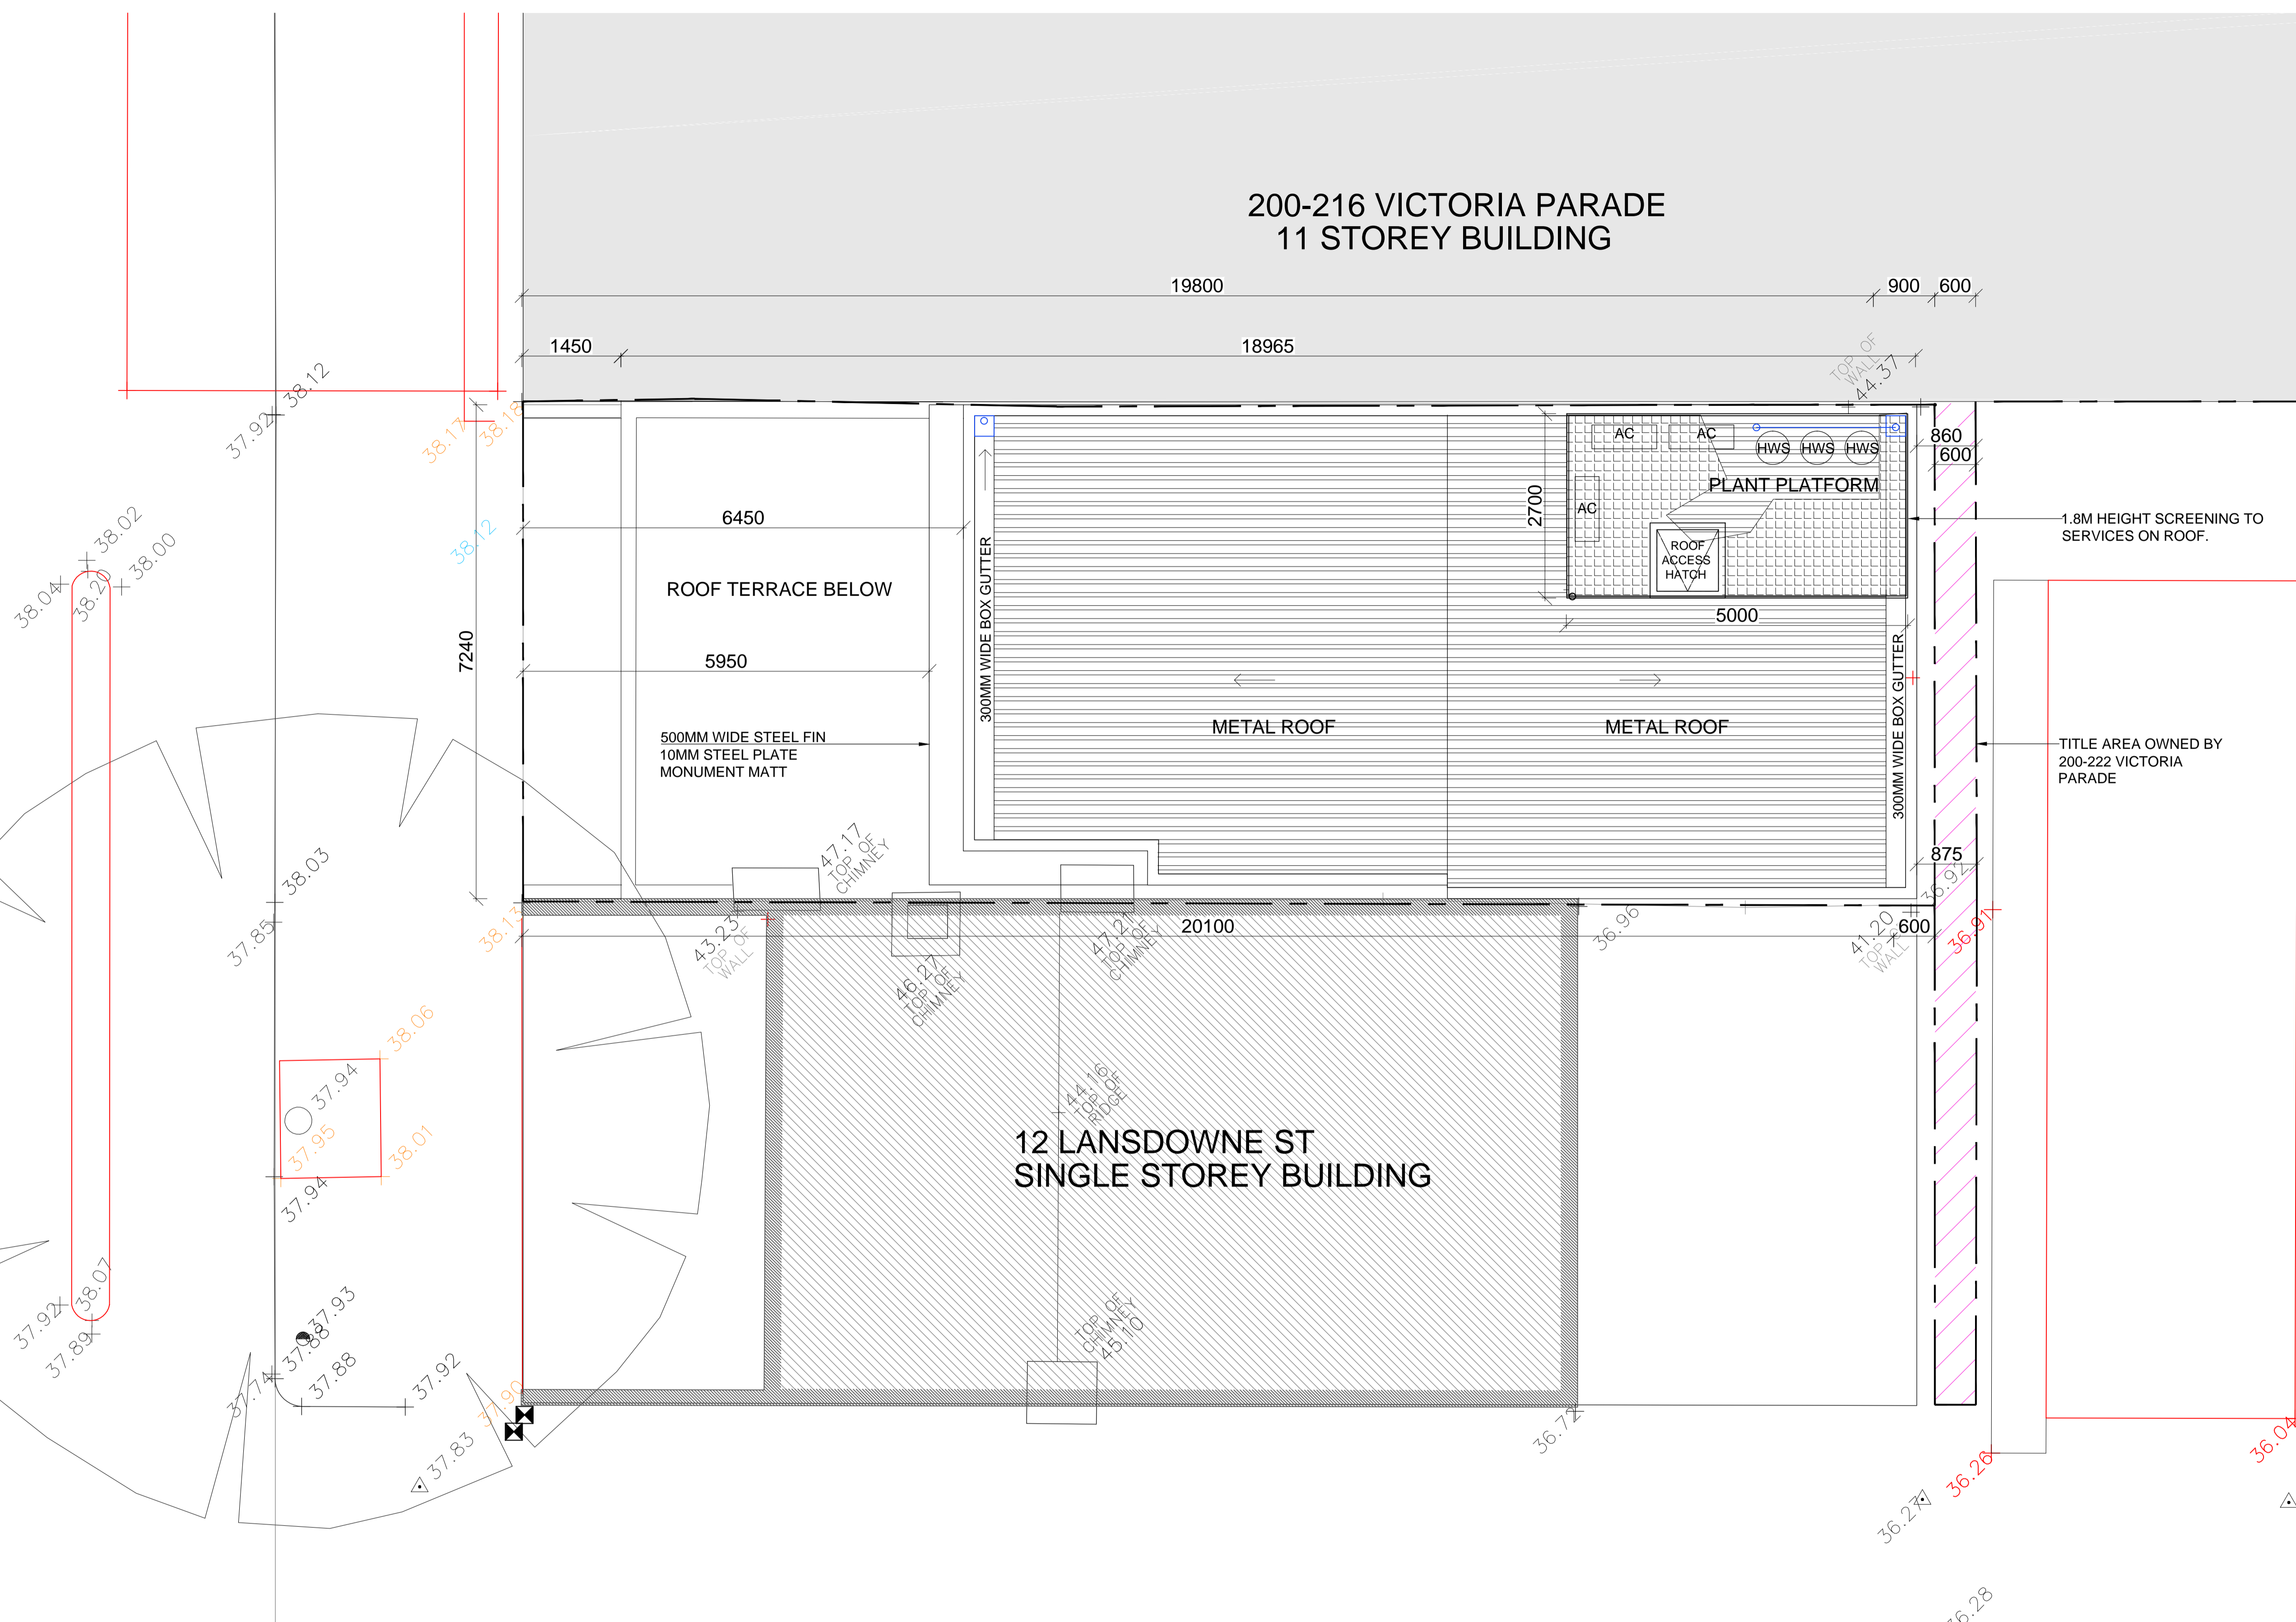 200-216 VICTORIA PARADE
11 STOREY BUILDING
19800
900
600
1450
18965
TOP OF
WALL
44.37
38.12
37.92
38.17
38.18
860
600
AC
AC
HWS
HWS
HWS
PLANT PLATFORM
AC
2700
ROOF
ACCESS
HATCH
5000
6450
1.8M HEIGHT SCREENING TO
SERVICES ON ROOF.
38.02
38.00
38.04
38.20
38.12
ROOF TERRACE BELOW
300MM WIDE BOX GUTTER
7240
5950
METAL ROOF
METAL ROOF
300MM WIDE BOX GUTTER
500MM WIDE STEEL FIN
10MM STEEL PLATE
MONUMENT MATT
TITLE AREA OWNED BY
200-222 VICTORIA
PARADE
47.17
TOP OF
CHIMNEY
38.03
37.85
38.13
875
36.92
43.23
TOP OF
WALL
46.27
TOP OF
CHIMNEY
47.21
TOP OF
CHIMNEY
20100
36.96
41.20
TOP OF
WALL
600
36.91
38.06
37.94
37.95
38.01
37.94
44.16
TOP OF
RIDGE
12 LANSDOWNE ST
SINGLE STOREY BUILDING
38.07
37.92
37.89
37.93
37.88
37.88
37.74
37.92
37.90
37.83
TOP OF
CHIMNEY
45.10
36.72
36.26
36.27
36.04
36.28